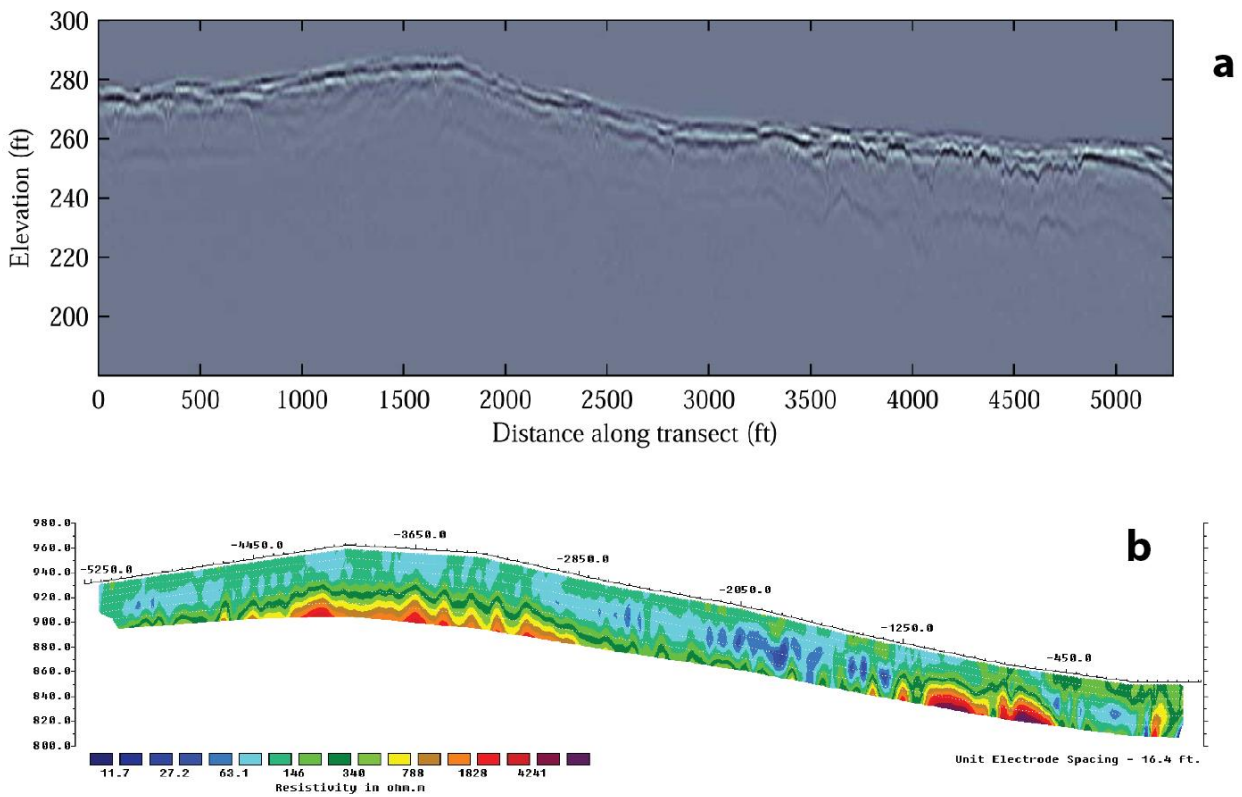 300
a
280
260
240
220
200
Elevation (ft)
0 500 1000 1500 2000 2500 3000 3500 4000 4500 5000
Distance along transect (ft)
b
980.0
960.0
940.0
920.0
900.0
880.0
860.0
840.0
820.0
800.0
-5250.0 -4450.0 -3650.0 -2850.0 -2050.0 -1250.0 -450.0
11.7 27.2 63.1 146 340 788 1828 4241
Resistivity in ohm.m
Unit Electrode Spacing - 16.4 ft.